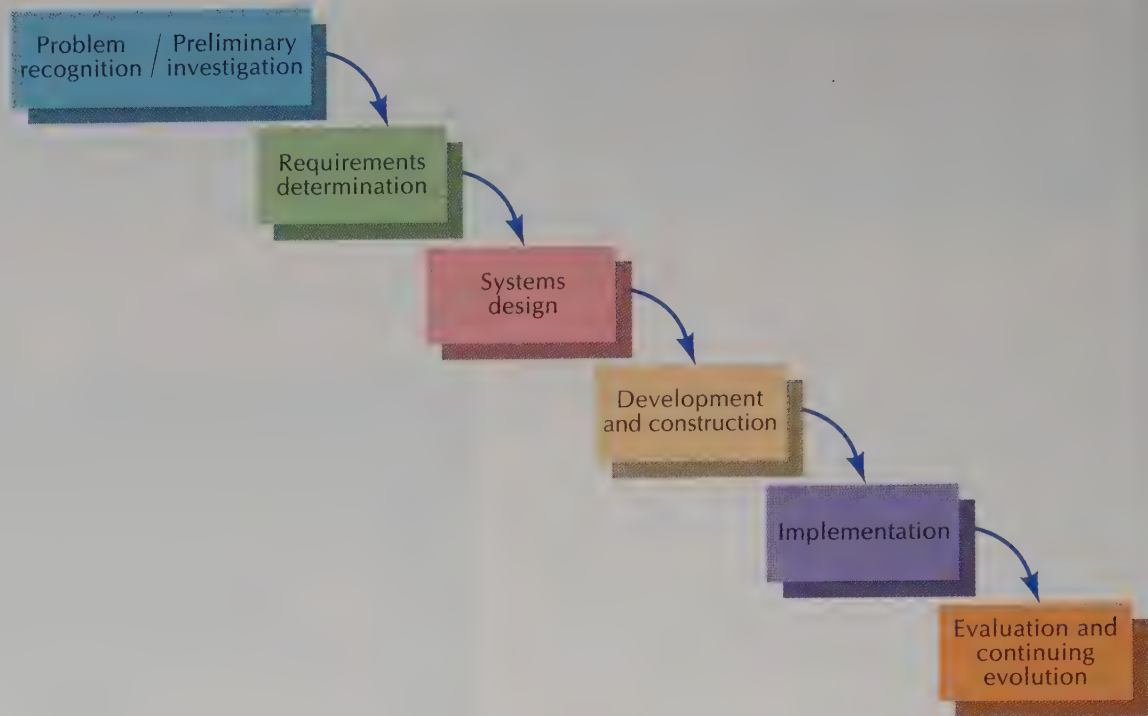 Problem / Preliminary
recognition / investigation
Requirements
determination
Systems
design
Development
and construction
Implementation
Evaluation and
continuing
evolution